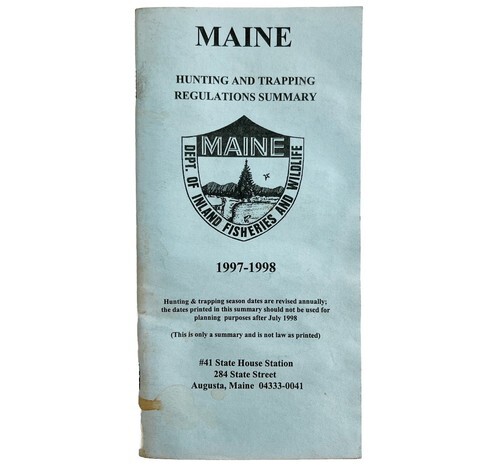 MAINE
HUNTING AND TRAPPING
REGULATIONS SUMMARY
MAINE
DEPT. OF INLAND FISHERIES AND WILDLIFE
1997-1998
Hunting & trapping season dates are revised annually;
the dates printed in this summary should not be used for
planning purposes after July 1998
(This is only a summary and is not law as printed)
#41 State House Station
284 State Street
Augusta, Maine 04333-0041